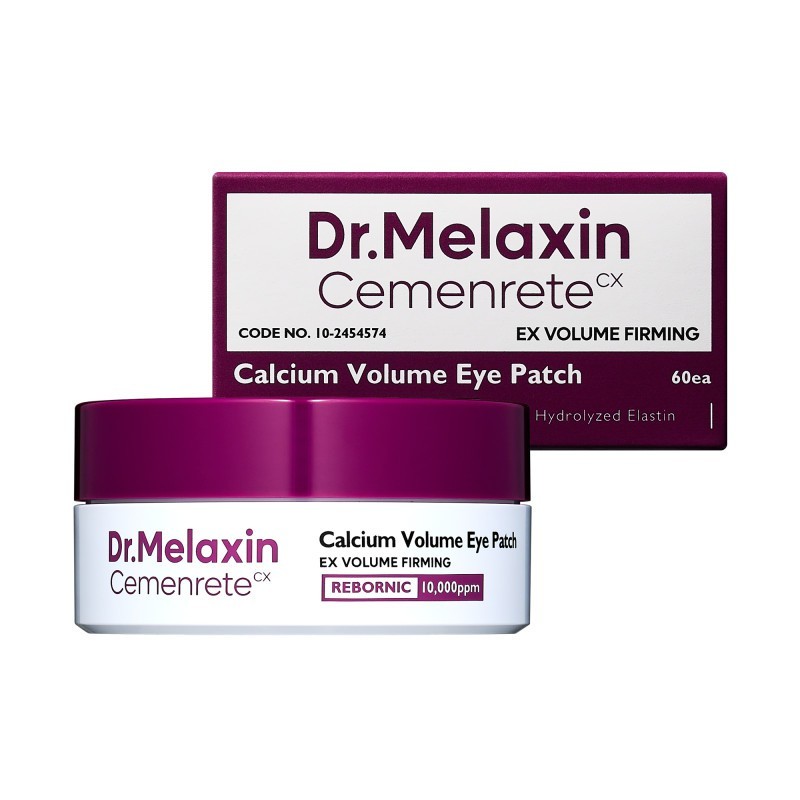 Dr.Melaxin
Cemenrete CX
CODE NO. 10-2454574 EX VOLUME FIRMING
Calcium Volume Eye Patch 60ea
Hydrolyzed Elastin
Dr.Melaxin
Cemenrete CX
Calcium Volume Eye Patch
EX VOLUME FIRMING
REBORNIC 10,000ppm